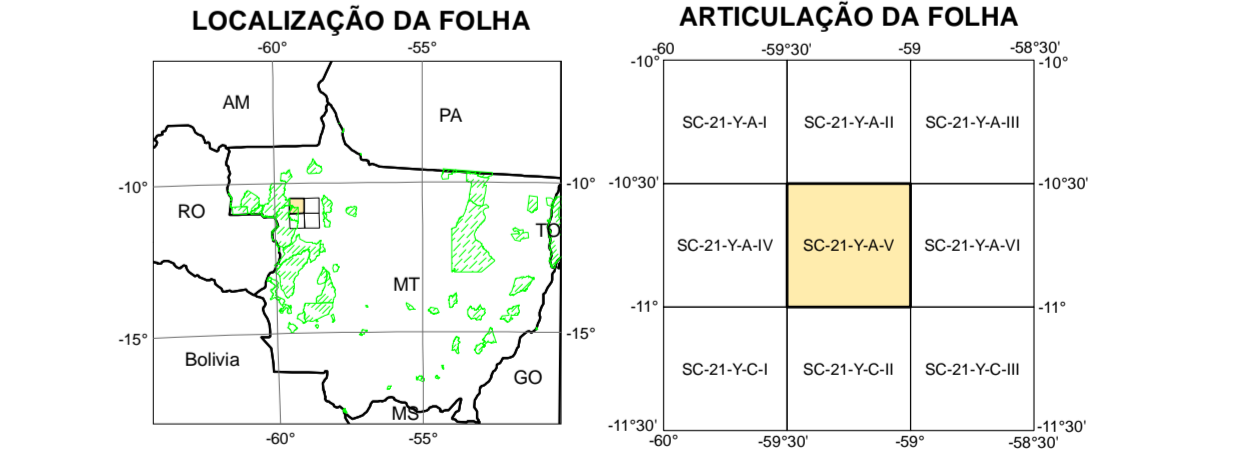 LOCALIZAÇÃO DA FOLHA
-60° -55°
AM
PA
-10° -10°
RO
TO
MT
-15° -15°
Bolivia
GO
MS
-60° -55°
ARTICULAÇÃO DA FOLHA
-60 -59°30' -59 -58°30'
-10° -10°
SC-21-Y-A-I SC-21-Y-A-II SC-21-Y-A-III
-10°30' -10°30'
SC-21-Y-A-IV SC-21-Y-A-V SC-21-Y-A-VI
-11° -11°
SC-21-Y-C-I SC-21-Y-C-II SC-21-Y-C-III
-11°30' -11°30'
-60° -59°30' -59° -58°30'